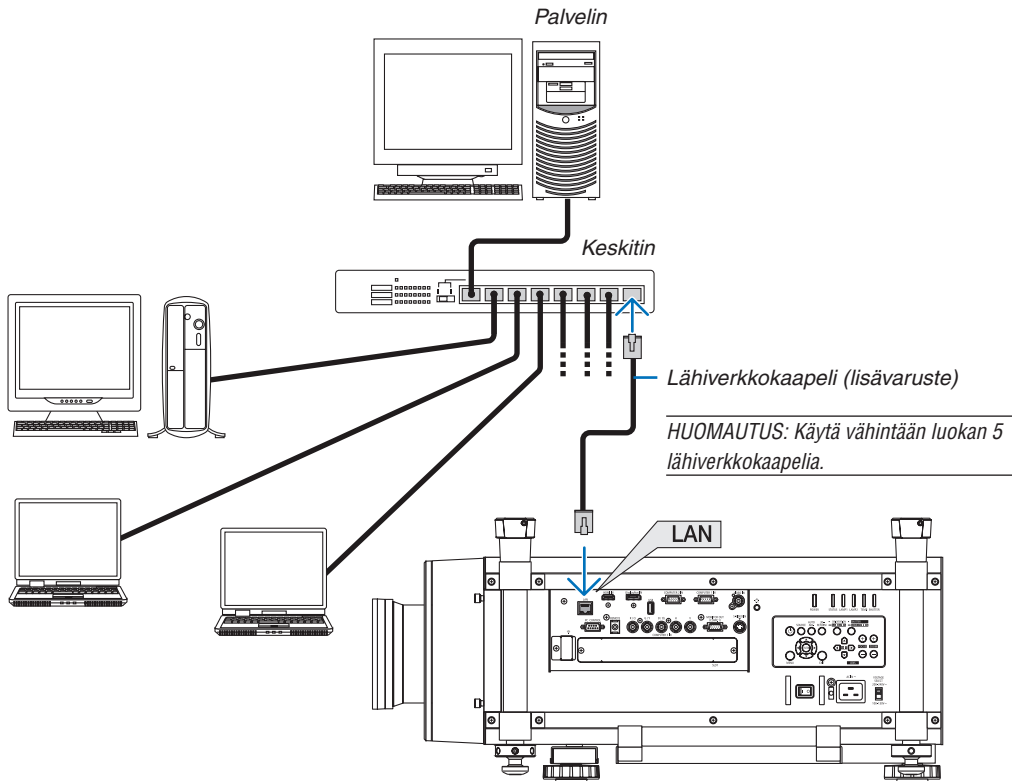 Palvelin
Keskitin
Lähiverkkokaapeli (lisävaruste)
HUOMAUTUS: Käytä vähintään luokan 5
lähiverkkokaapelia.
LAN